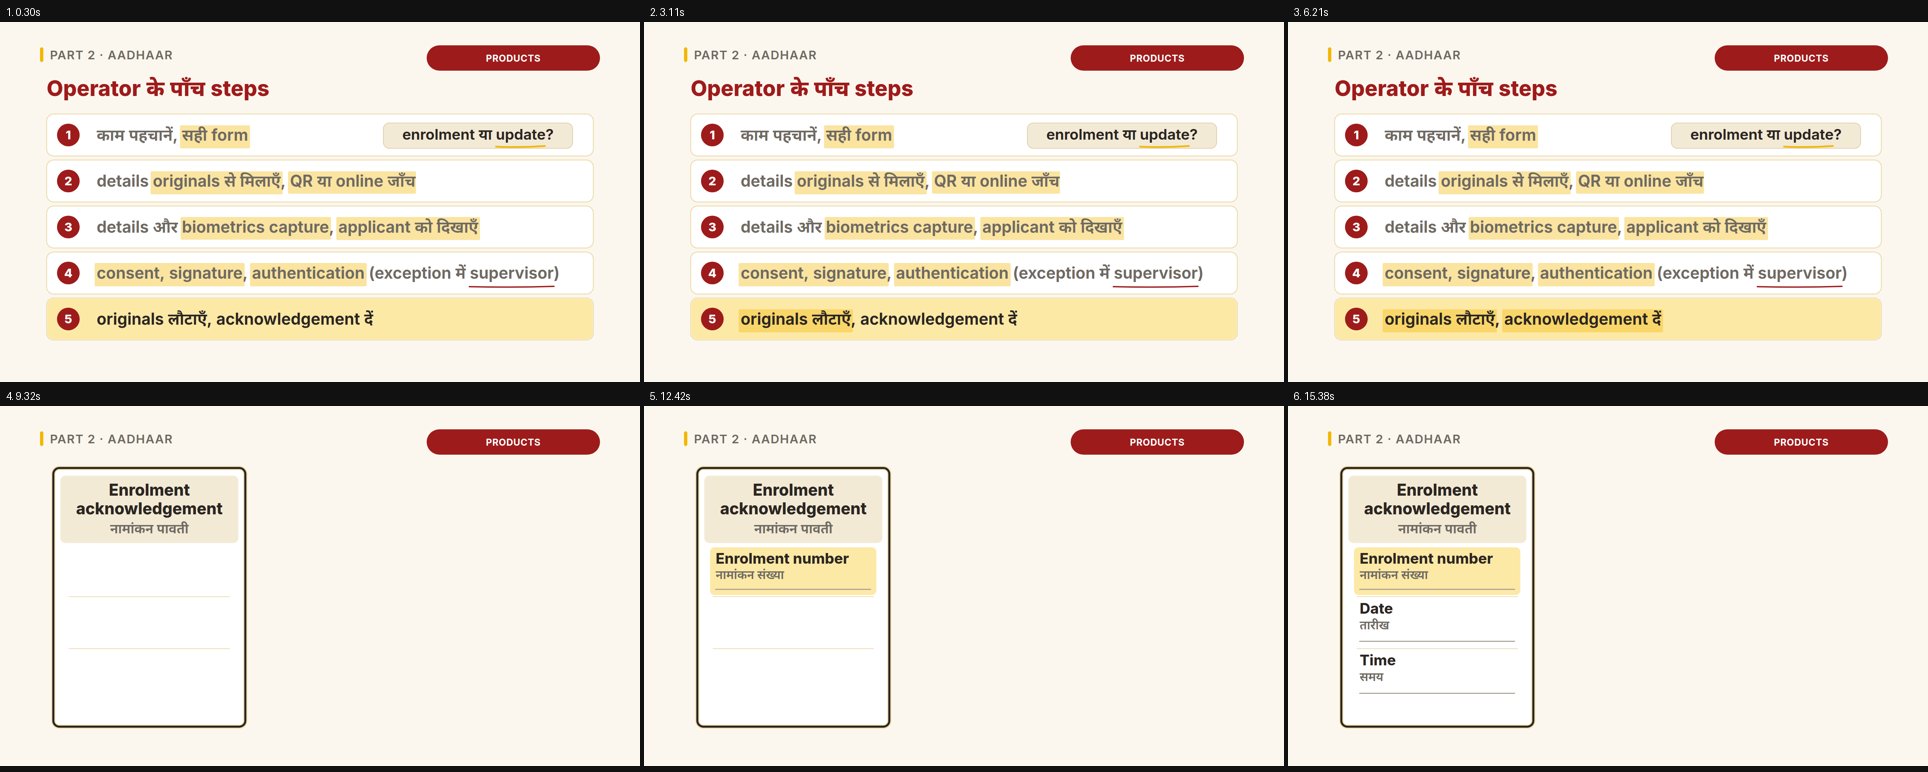 1. 0.30s
PART 2 · AADHAAR
PRODUCTS
Operator के पाँच steps
1 काम पहचानें, सही form enrolment या update?
2 details originals से मिलाएँ, QR या online जाँच
3 details और biometrics capture, applicant को दिखाएँ
4 consent, signature, authentication (exception में supervisor)
5 originals लौटाएँ, acknowledgement दें
2. 3.11s
PART 2 · AADHAAR
PRODUCTS
Operator के पाँच steps
1 काम पहचानें, सही form enrolment या update?
2 details originals से मिलाएँ, QR या online जाँच
3 details और biometrics capture, applicant को दिखाएँ
4 consent, signature, authentication (exception में supervisor)
5 originals लौटाएँ, acknowledgement दें
3. 6.21s
PART 2 · AADHAAR
PRODUCTS
Operator के पाँच steps
1 काम पहचानें, सही form enrolment या update?
2 details originals से मिलाएँ, QR या online जाँच
3 details और biometrics capture, applicant को दिखाएँ
4 consent, signature, authentication (exception में supervisor)
5 originals लौटाएँ, acknowledgement दें
4. 9.32s
PART 2 · AADHAAR
PRODUCTS
Enrolment
acknowledgement
नामांकन पावती
5. 12.42s
PART 2 · AADHAAR
PRODUCTS
Enrolment
acknowledgement
नामांकन पावती
Enrolment number
नामांकन संख्या
6. 15.38s
PART 2 · AADHAAR
PRODUCTS
Enrolment
acknowledgement
नामांकन पावती
Enrolment number
नामांकन संख्या
Date
तारीख
Time
समय